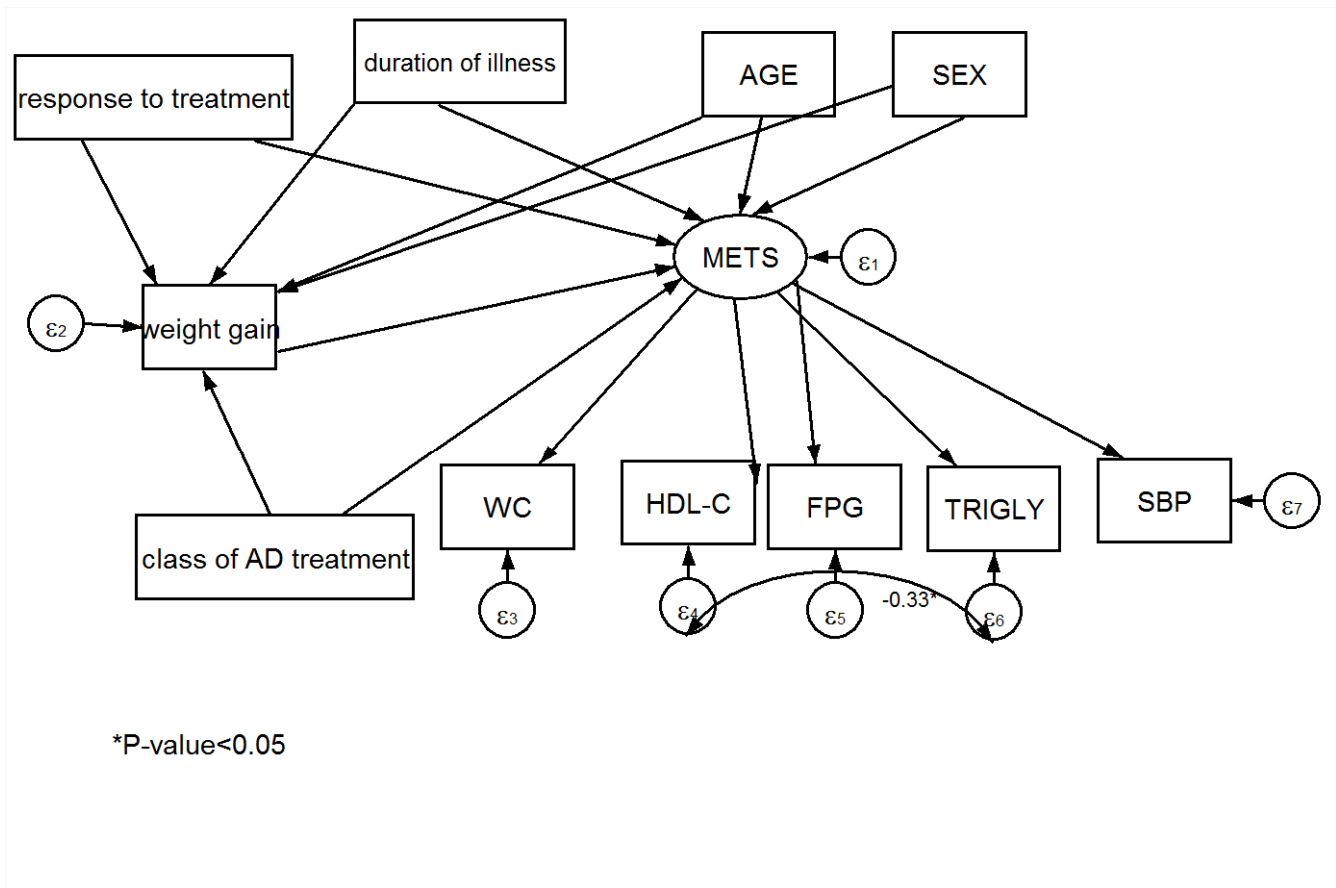 duration of illness
AGE
SEX
response to treatment
METS
ε1
ε2
weight gain
WC
HDL-C
FPG
TRIGLY
SBP
ε7
class of AD treatment
ε3
ε4
ε5
-0.33*
ε6
*P-value<0.05